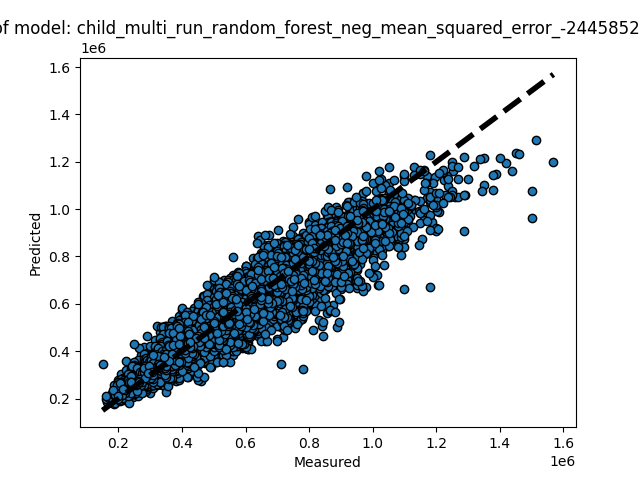 of model: child_multi_run_random_forest_neg_mean_squared_error_-2445852
1e6
1.6
1.4
1.2
1.0
0.8
0.6
0.4
0.2
Predicted
0.2 0.4 0.6 0.8 1.0 1.2 1.4 1.6
Measured
1e6